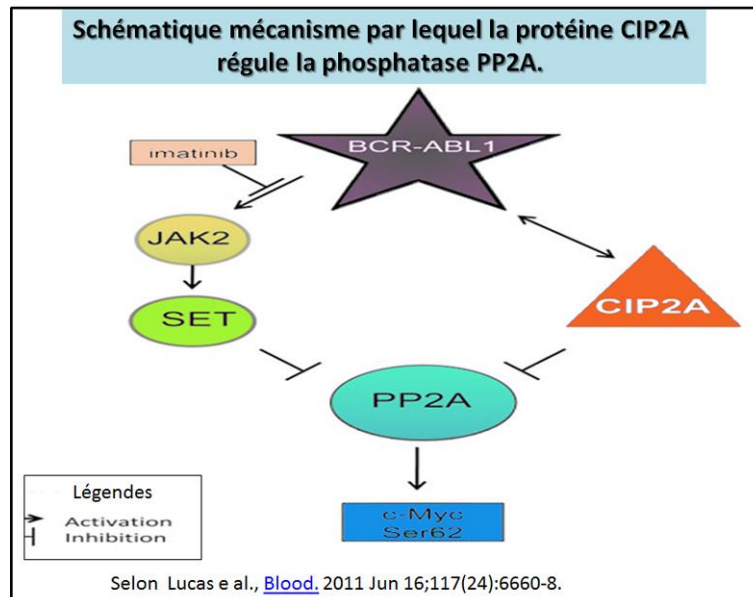 Schématique mécanisme par lequel la protéine CIP2A
régule la phosphatase PP2A.
BCR-ABL1
imatinib
JAK2
SET
CIP2A
PP2A
c-Myc
Ser62
Légendes
Activation
Inhibition
Selon Lucas e al., Blood. 2011 Jun 16;117(24):6660-8.